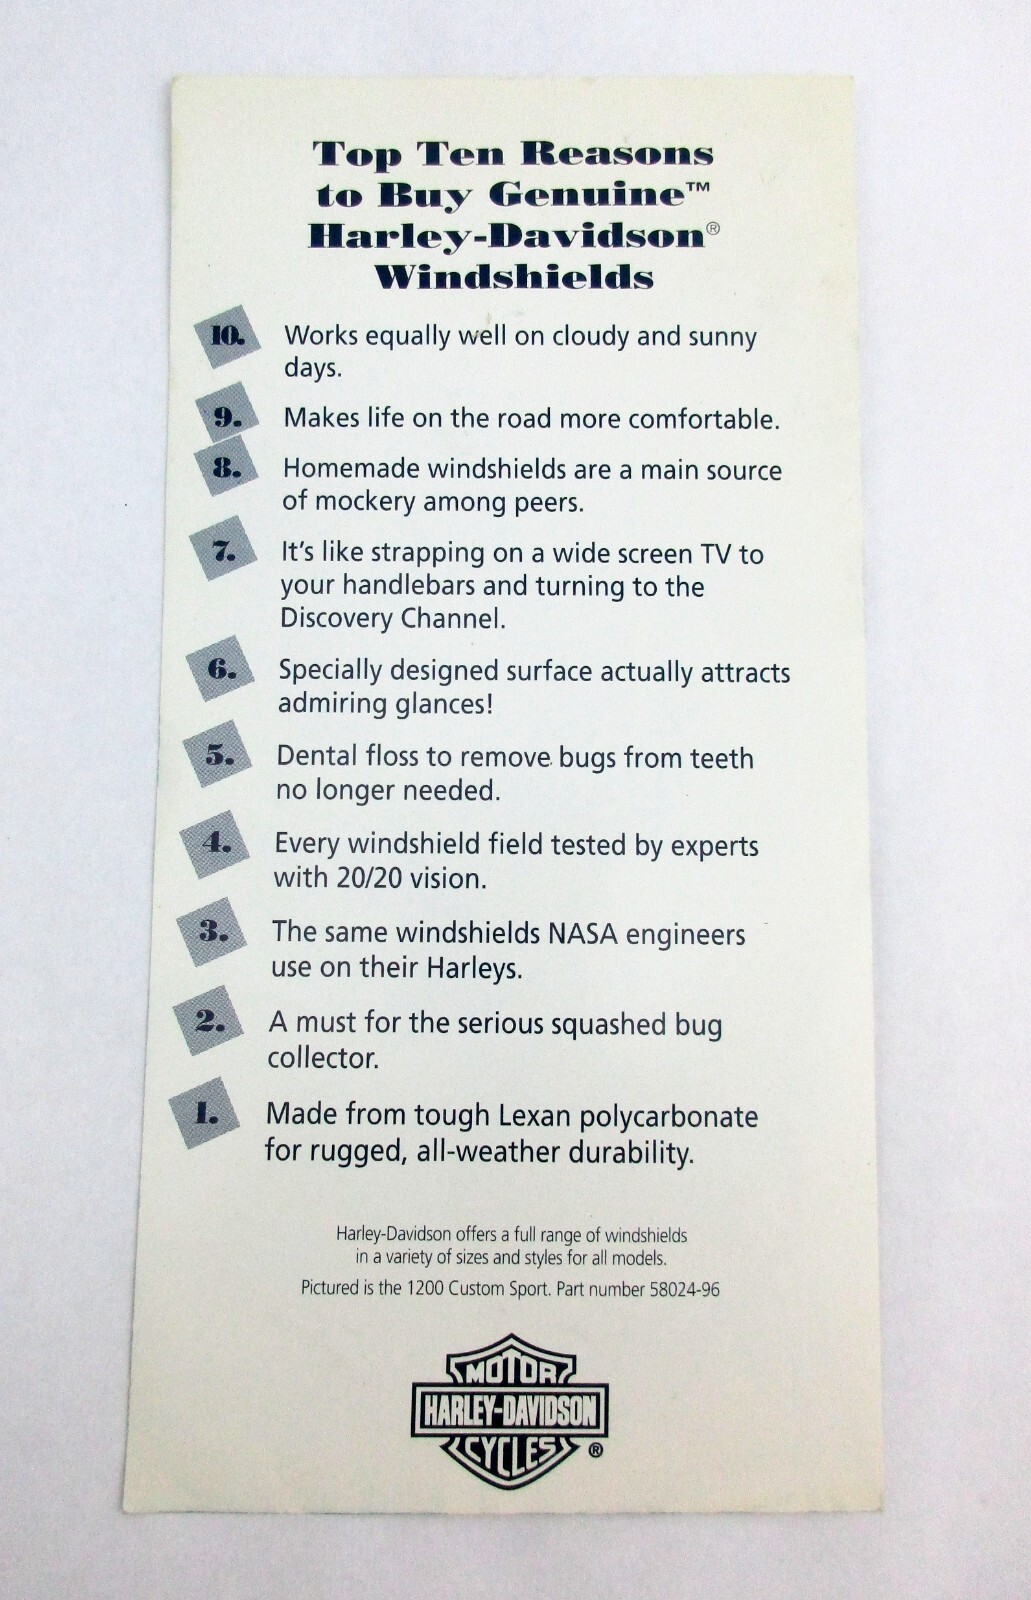 Top Ten Reasons
to Buy Genuine™
Harley-Davidson®
Windshields
10. Works equally well on cloudy and sunny
days.
9. Makes life on the road more comfortable.
8. Homemade windshields are a main source
of mockery among peers.
7. It's like strapping on a wide screen TV to
your handlebars and turning to the
Discovery Channel.
6. Specially designed surface actually attracts
admiring glances!
5. Dental floss to remove bugs from teeth
no longer needed.
4. Every windshield field tested by experts
with 20/20 vision.
3. The same windshields NASA engineers
use on their Harleys.
2. A must for the serious squashed bug
collector.
1. Made from tough Lexan polycarbonate
for rugged, all-weather durability.
Harley-Davidson offers a full range of windshields
in a variety of sizes and styles for all models.
Pictured is the 1200 Custom Sport. Part number 58024-96
MOTOR
HARLEY-DAVIDSON
CYCLES ®